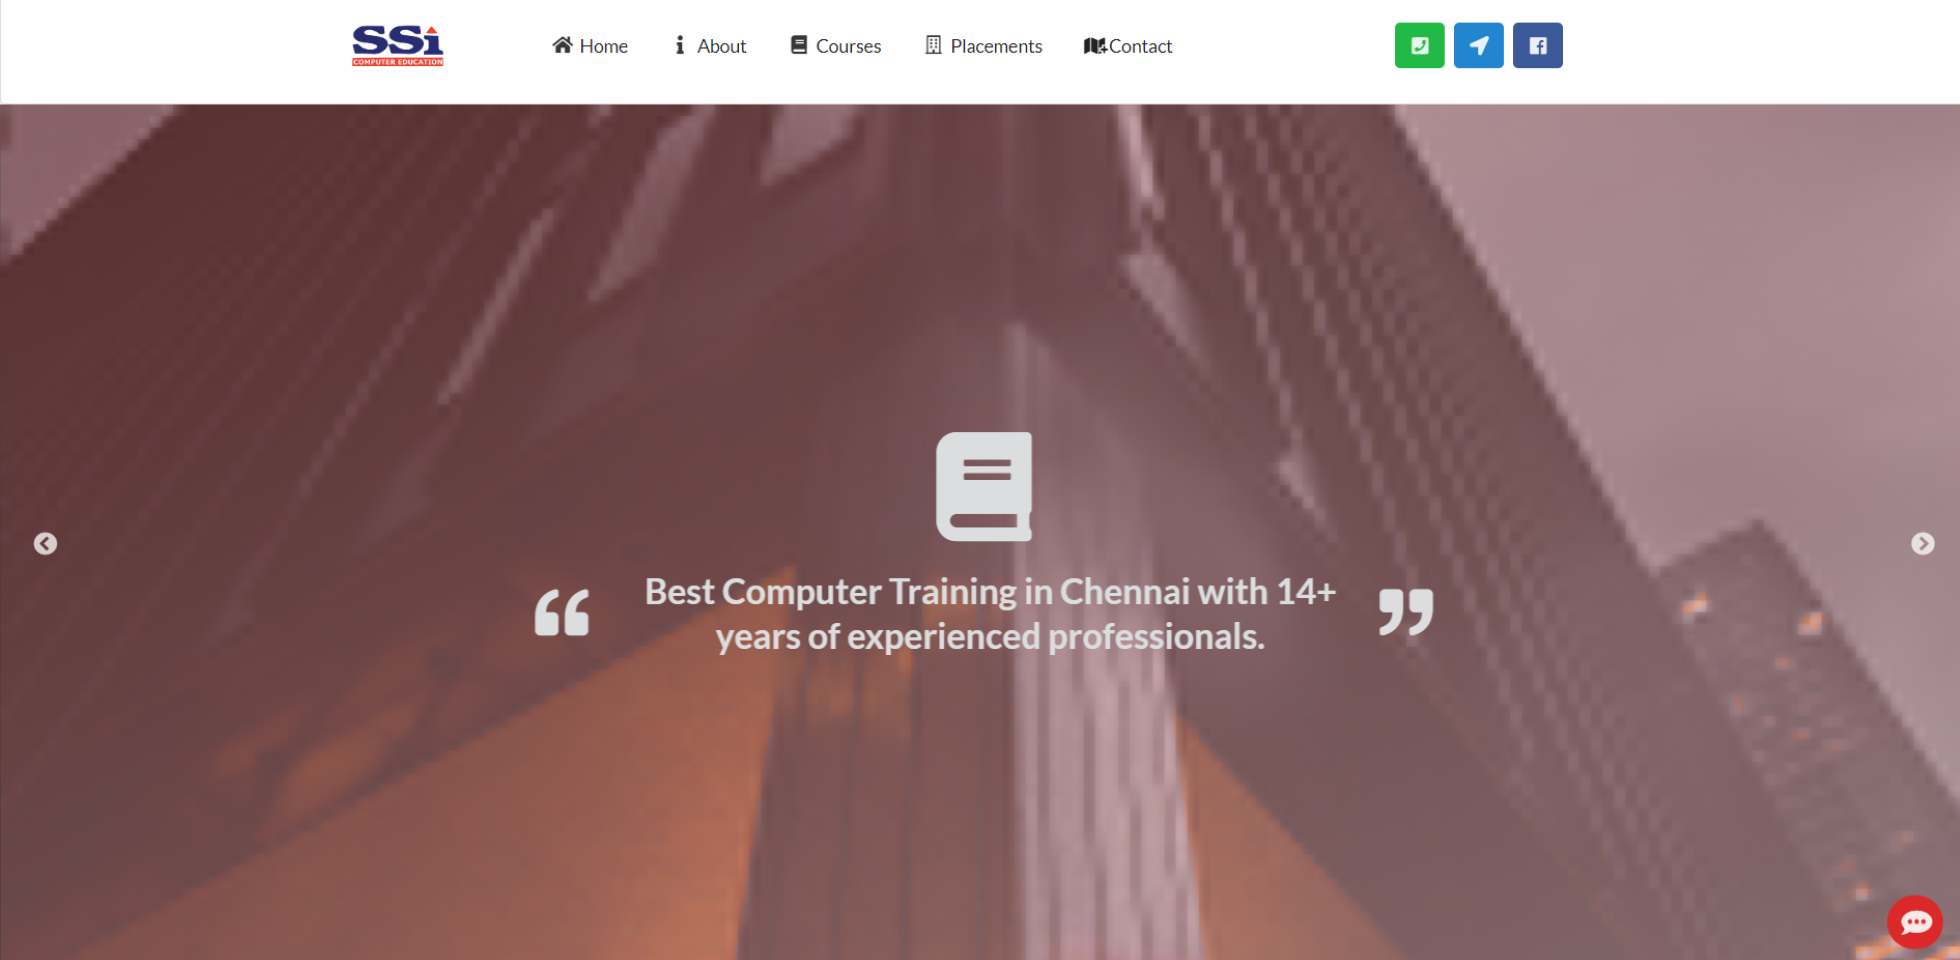 SSi
COMPUTER EDUCATION
Home
About
Courses
Placements
Contact
Best Computer Training in Chennai with 14+
years of experienced professionals.